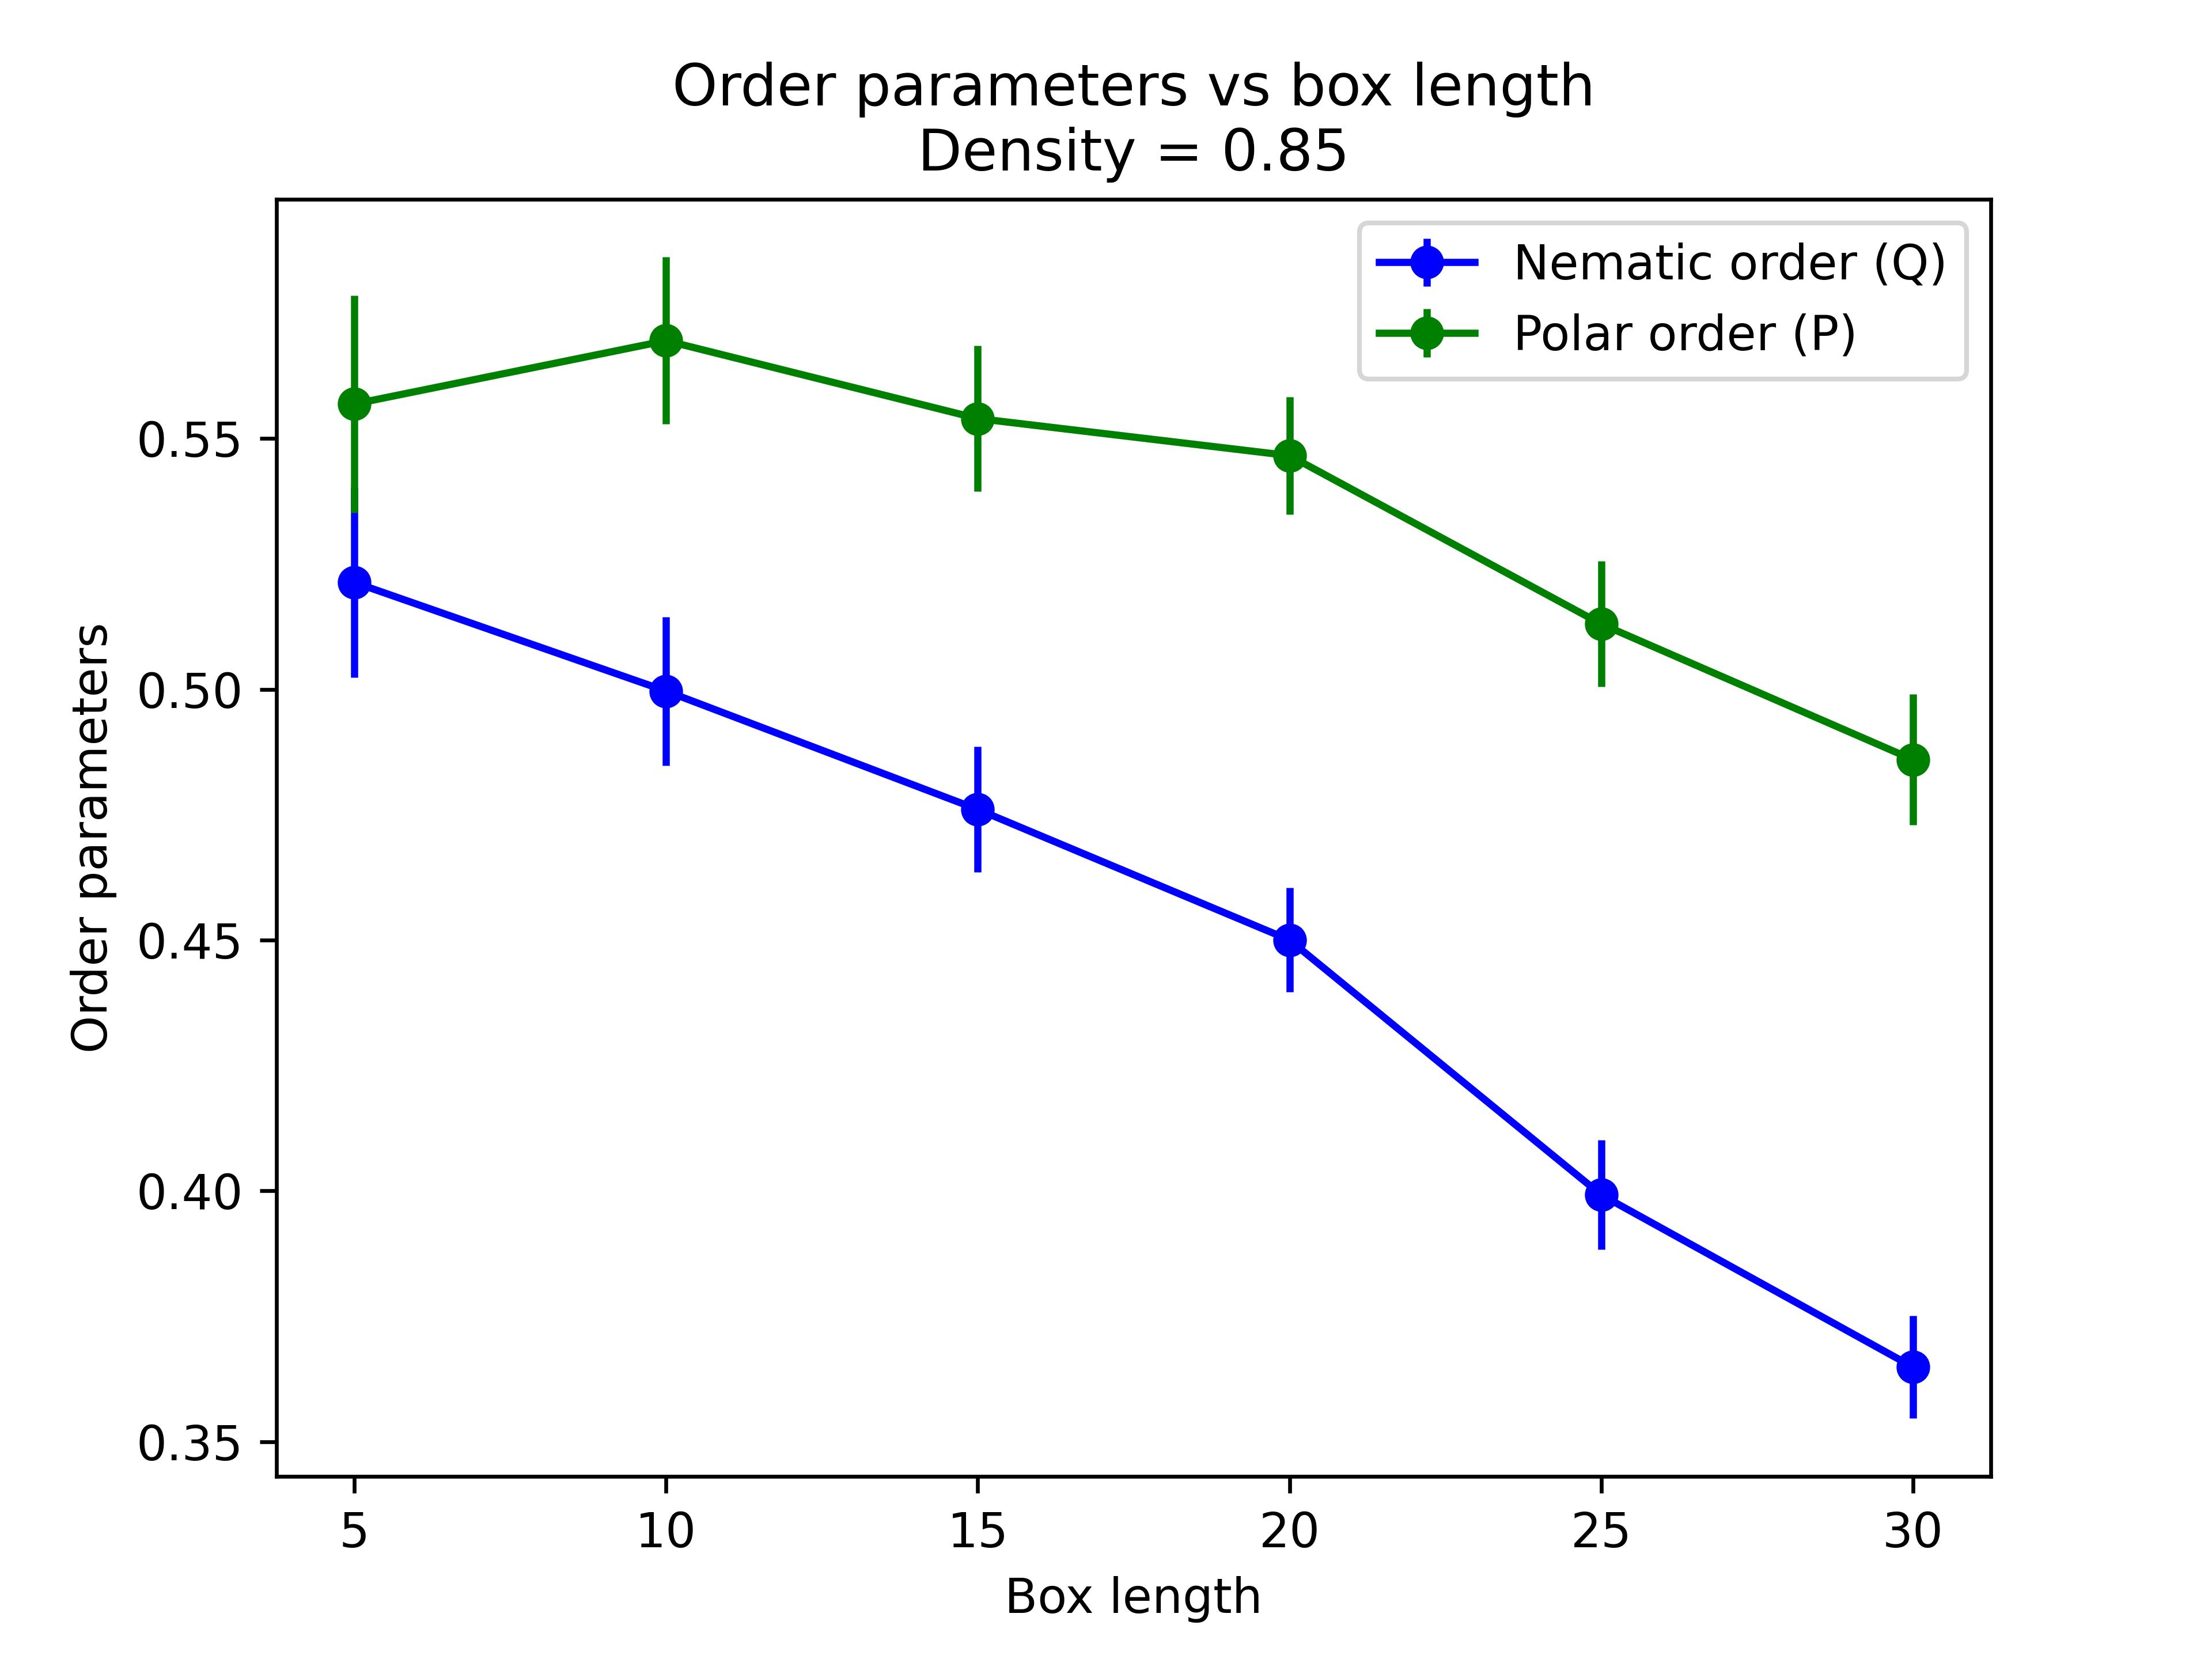 Order parameters vs box length
Density = 0.85
Nematic order (Q)
Polar order (P)
Order parameters
0.55
0.50
0.45
0.40
0.35
5 10 15 20 25 30
Box length